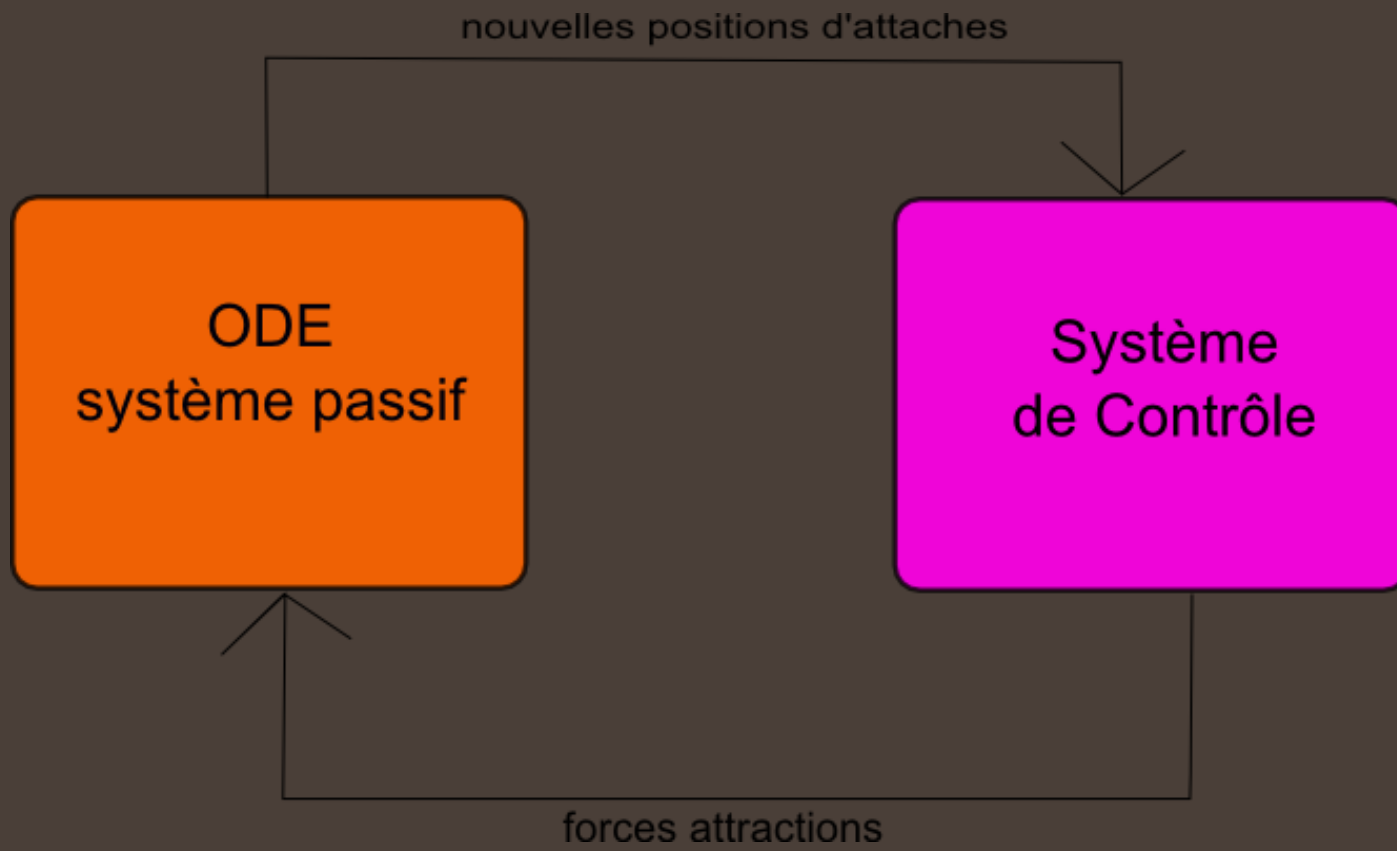 nouvelles positions d'attaches
ODE
système passif
Système
de Contrôle
forces attractions